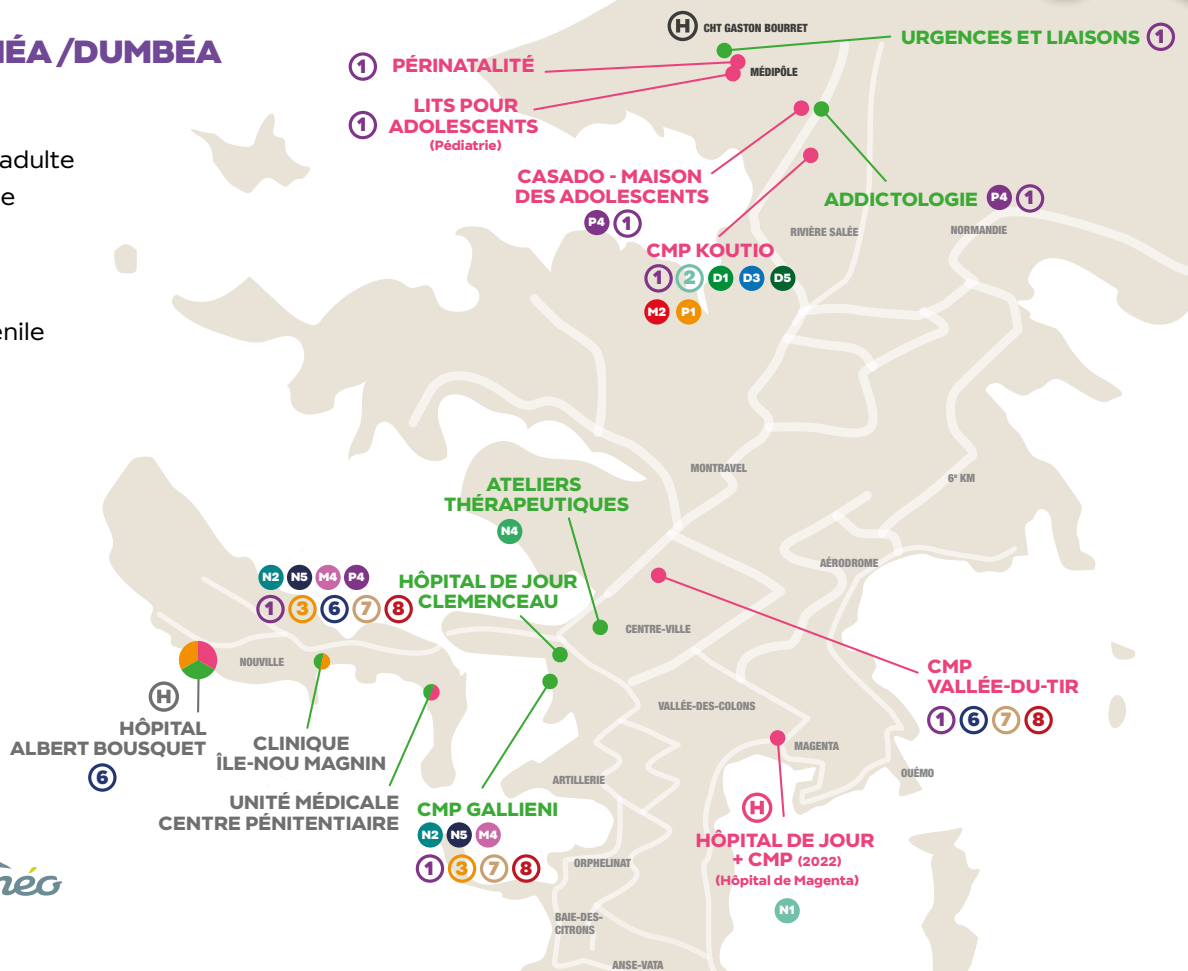 ÉA /DUMBÉA
adulte
e
énile
H CHT GASTON BOURRET
MÉDIPÔLE
URGENCES ET LIAISONS 1
1 PÉRINATALITÉ
LITS POUR
1 ADOLESCENTS
(Pédiatrie)
CASADO - MAISON
DES ADOLESCENTS
P4 1
ADDICTOLOGIE P4 1
RIVIÈRE SALÉE
NORMANDIE
CMP KOUTIO
1 2 D1 D3 D5
M2 P1
MONTRAVEL
6e KM
ATELIERS
THÉRAPEUTIQUES
N4
AÉRODROME
N2 N5 M4 P4
1 3 6 7 8
HÔPITAL DE JOUR
CLEMENCEAU
CENTRE-VILLE
NOUVILLE
H
HÔPITAL
ALBERT BOUSQUET
6
CLINIQUE
ÎLE-NOU MAGNIN
UNITÉ MÉDICALE
CENTRE PÉNITENTIAIRE
CMP
VALLÉE-DU-TIR
1 6 7 8
VALLÉE-DES-COLONS
MAGENTA
OUÉMO
ARTILLERIE
CMP GALLIENI
N2 N5 M4
1 3 7 8
H
HÔPITAL DE JOUR
+ CMP (2022)
(Hôpital de Magenta)
N1
ORPHELINAT
BAIE-DES-
CITRONS
ANSE-VATA
néo